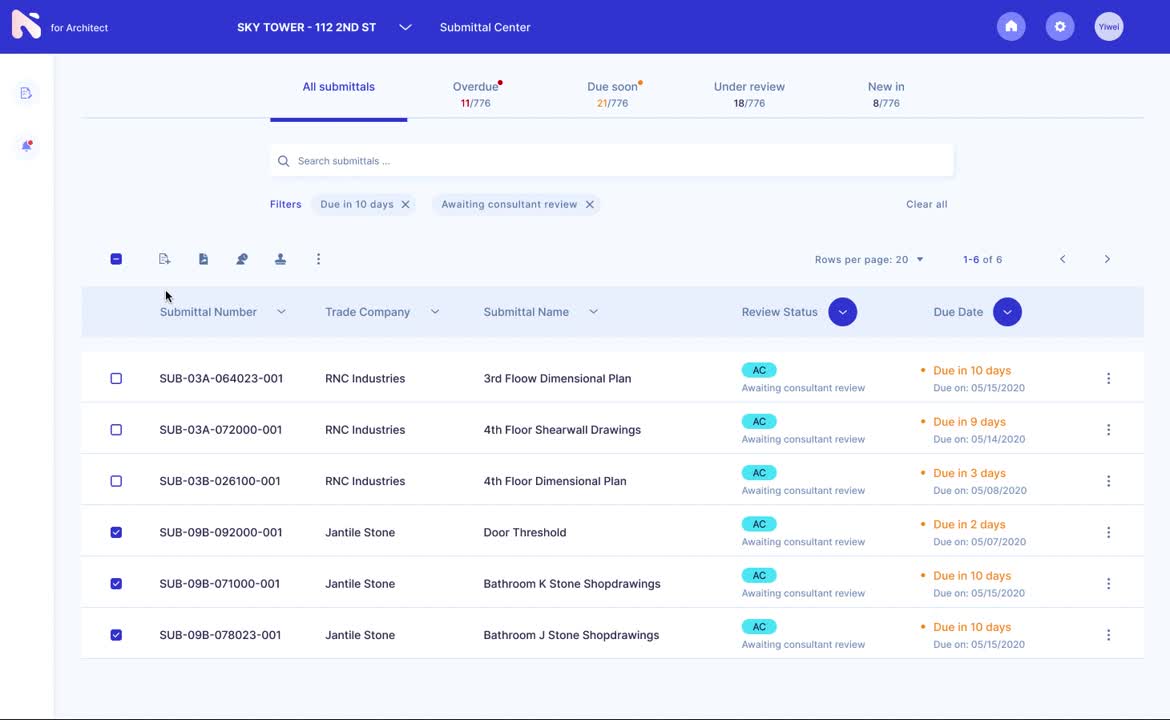 for Architect
SKY TOWER - 112 2ND ST
Submittal Center
Yiwei
All submittals
Overdue
11/776
Due soon
21/776
Under review
18/776
New in
8/776
Search submittals ...
Filters
Due in 10 days
Awaiting consultant review
Clear all
Rows per page: 20
1-6 of 6
Submittal Number
Trade Company
Submittal Name
Review Status
Due Date
SUB-03A-064023-001
RNC Industries
3rd Floow Dimensional Plan
AC
Awaiting consultant review
Due in 10 days
Due on: 05/15/2020
SUB-03A-072000-001
RNC Industries
4th Floor Shearwall Drawings
AC
Awaiting consultant review
Due in 9 days
Due on: 05/14/2020
SUB-03B-026100-001
RNC Industries
4th Floor Dimensional Plan
AC
Awaiting consultant review
Due in 3 days
Due on: 05/08/2020
SUB-09B-092000-001
Jantile Stone
Door Threshold
AC
Awaiting consultant review
Due in 2 days
Due on: 05/07/2020
SUB-09B-071000-001
Jantile Stone
Bathroom K Stone Shopdrawings
AC
Awaiting consultant review
Due in 10 days
Due on: 05/15/2020
SUB-09B-078023-001
Jantile Stone
Bathroom J Stone Shopdrawings
AC
Awaiting consultant review
Due in 10 days
Due on: 05/15/2020